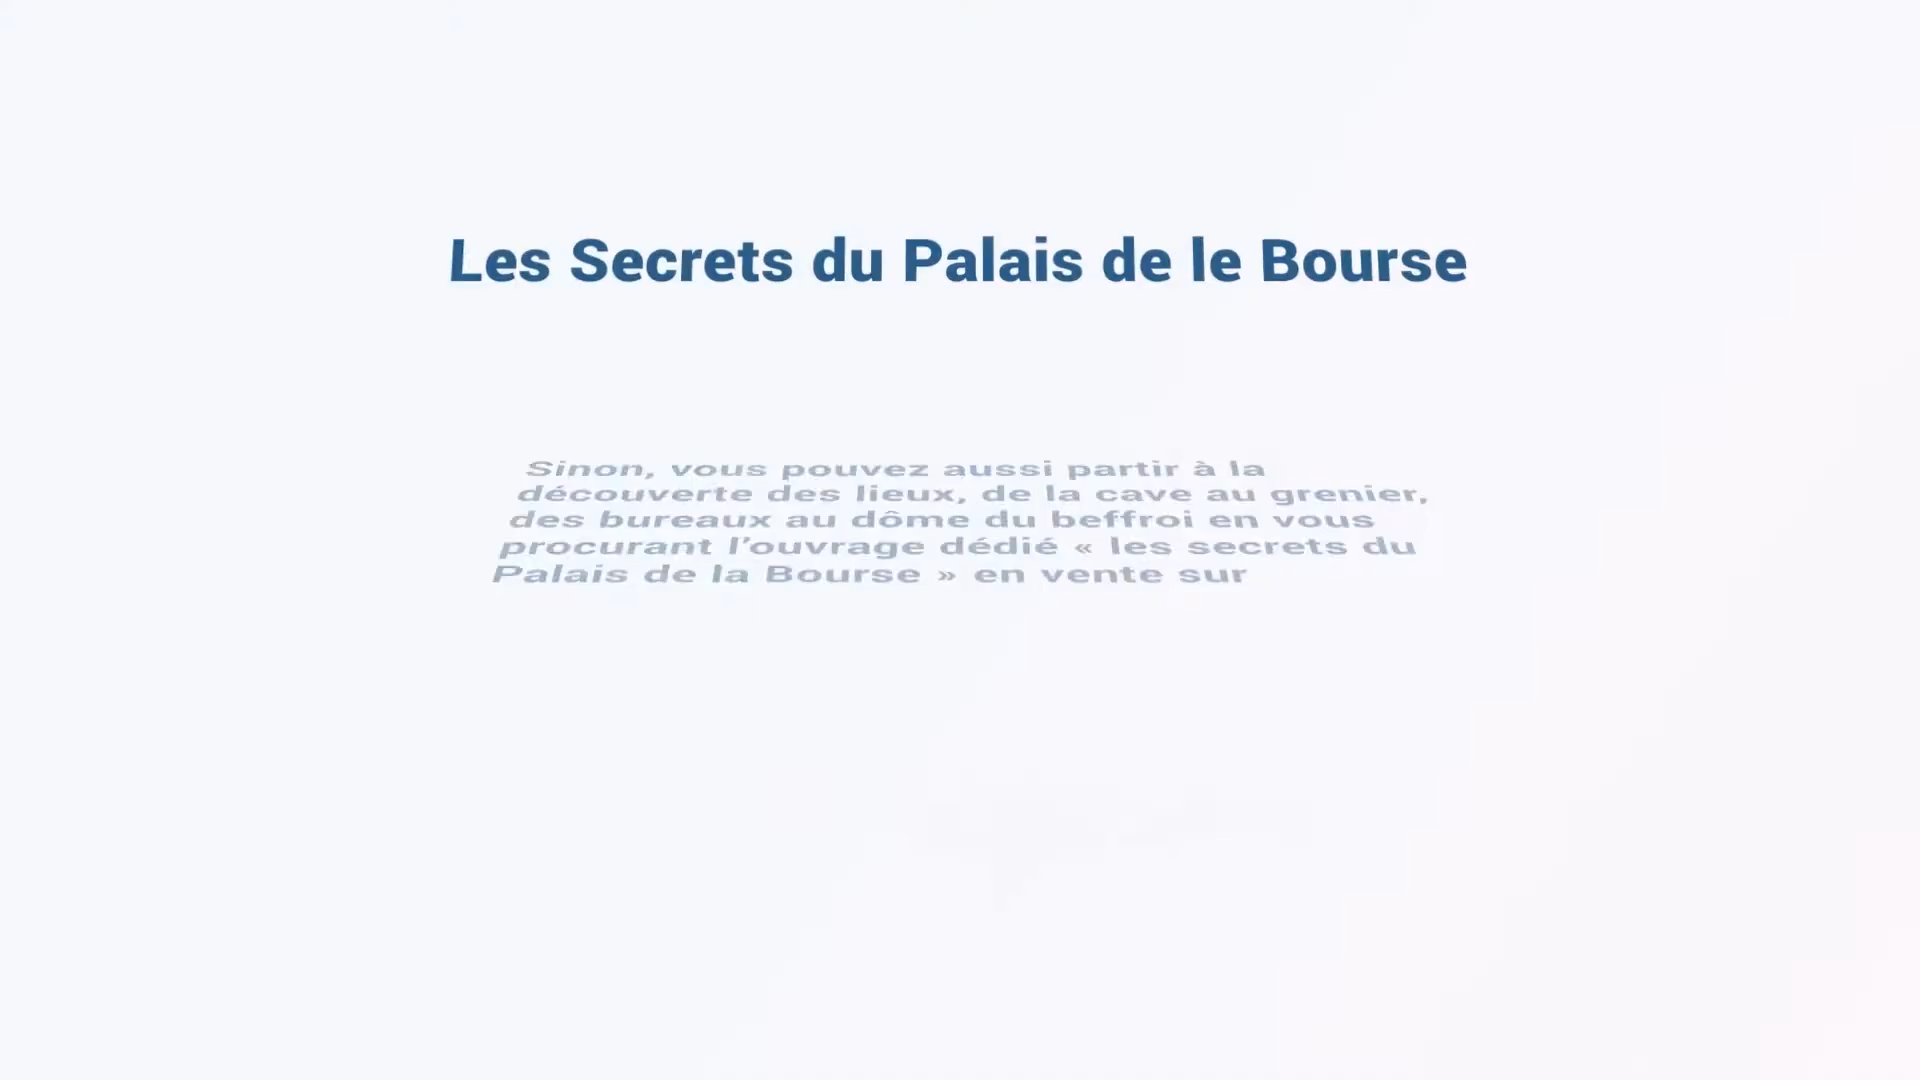 Les Secrets du Palais de le Bourse
Sinon, vous pouvez aussi partir à la
découverte des lieux, de la cave au grenier,
des bureaux au dôme du beffroi en vous
procurant l’ouvrage dédié « les secrets du
Palais de la Bourse » en vente sur